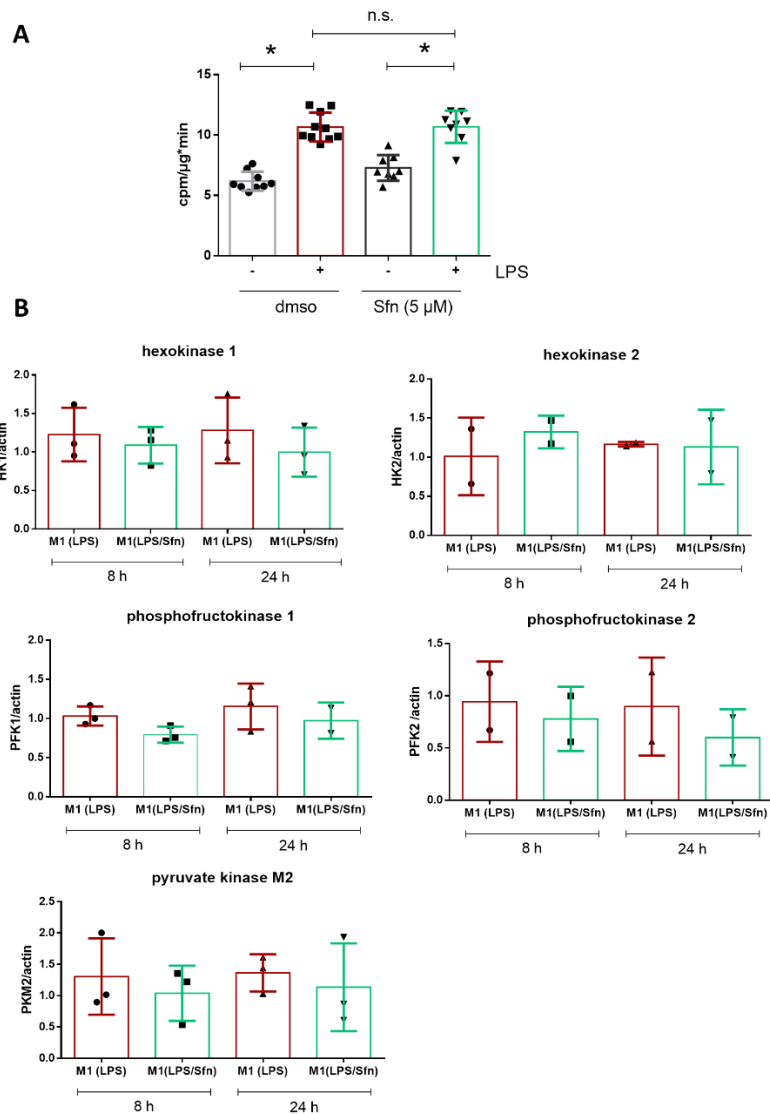 A
n.s.
*
*
cpm/µg*min
15
10
5
0
- + - + LPS
dmso Sfn (5 µM)
B
hexokinase 1
HK1/actin
2.0
1.5
1.0
0.5
0.0
M1 (LPS) M1(LPS/Sfn) M1 (LPS) M1(LPS/Sfn)
8 h 24 h
hexokinase 2
HK2/actin
2.0
1.5
1.0
0.5
0.0
M1 (LPS) M1(LPS/Sfn) M1 (LPS) M1(LPS/Sfn)
8 h 24 h
phosphofructokinase 1
PFK1/actin
2.0
1.5
1.0
0.5
0.0
M1 (LPS) M1(LPS/Sfn) M1 (LPS) M1(LPS/Sfn)
8 h 24 h
phosphofructokinase 2
PFK2 /actin
1.5
1.0
0.5
0.0
M1 (LPS) M1(LPS/Sfn) M1 (LPS) M1(LPS/Sfn)
8 h 24 h
pyruvate kinase M2
PKM2/actin
2.5
2.0
1.5
1.0
0.5
0.0
M1 (LPS) M1(LPS/Sfn) M1 (LPS) M1(LPS/Sfn)
8 h 24 h